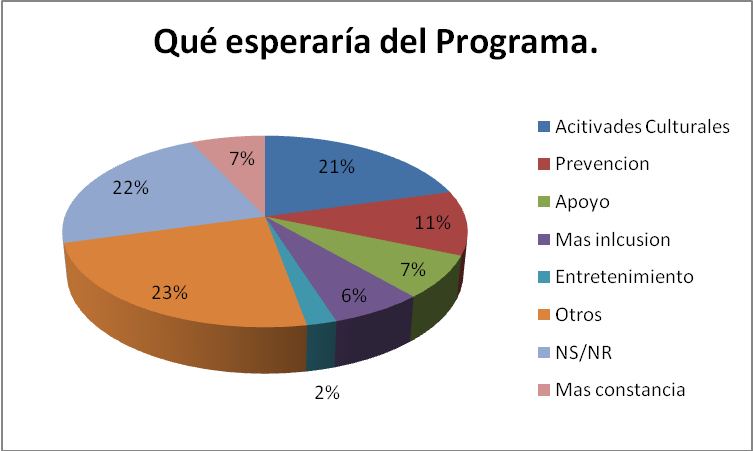 Qué esperaría del Programa.
21%
11%
7%
6%
2%
23%
22%
7%
Acitivades Culturales
Prevencion
Apoyo
Mas inlcusion
Entretenimiento
Otros
NS/NR
Mas constancia